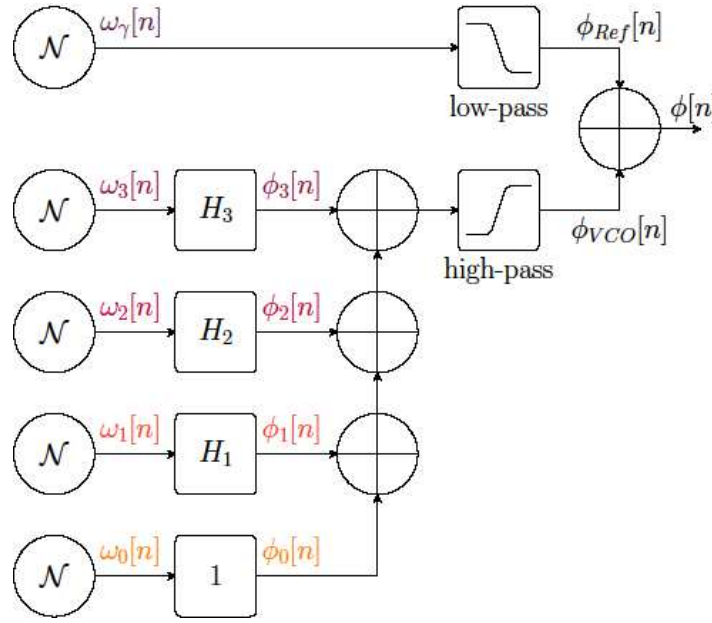 ω_γ[n] ϕ_Ref[n]
𝒩
low-pass ϕ[n]
ω_3[n] ϕ_3[n]
𝒩 H_3
ϕ_VCO[n]
high-pass
ω_2[n] ϕ_2[n]
𝒩 H_2
ω_1[n] ϕ_1[n]
𝒩 H_1
ω_0[n] ϕ_0[n]
𝒩 1